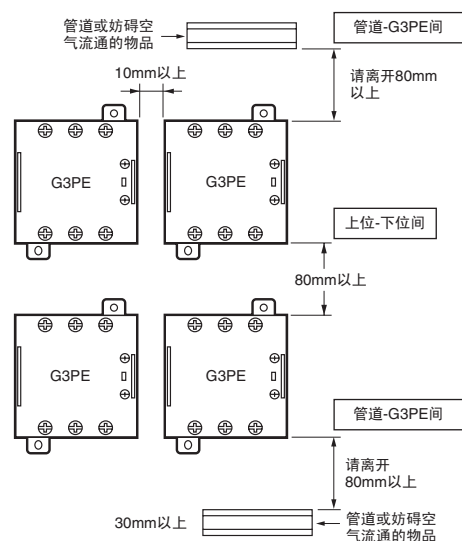 管道或妨碍空
气流通的物品
管道-G3PE间
10mm以上
请离开80mm
以上
G3PE
G3PE
上位-下位间
80mm以上
G3PE
G3PE
管道-G3PE间
请离开
80mm以上
30mm以上
管道或妨碍空
气流通的物品